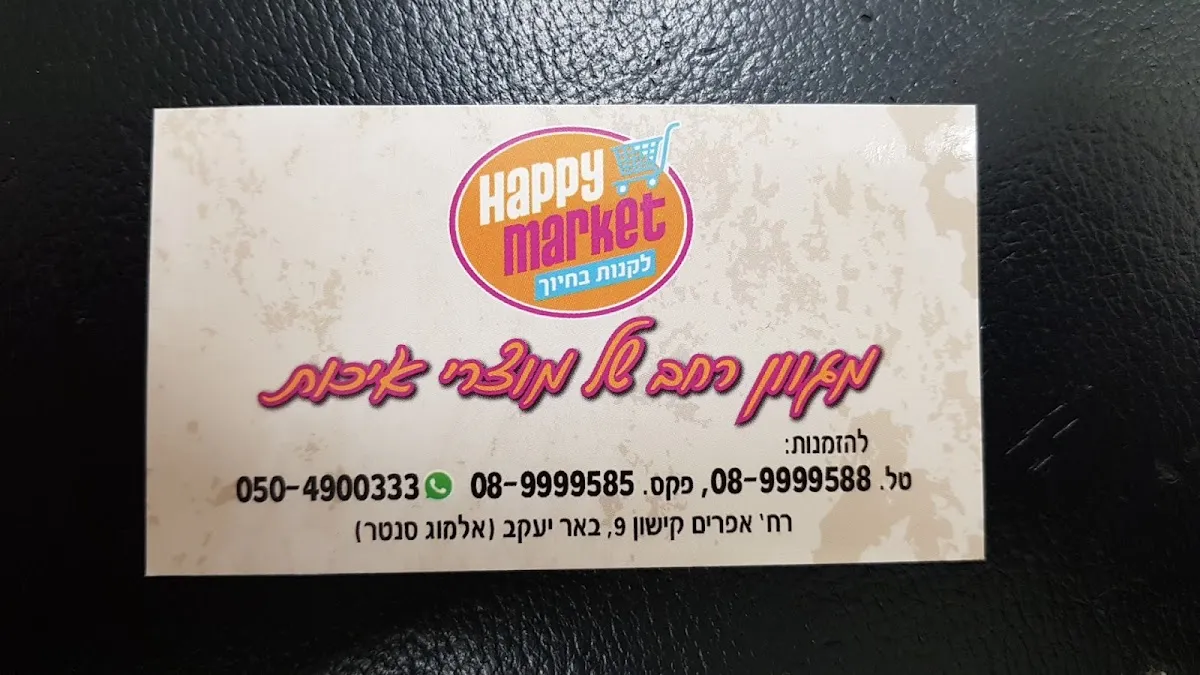 Happy
market
לקנות בחיוך
מגוון רחב של מוצרי איכות
להזמנות:
טל. 08-9999588, פקס. 08-9999585 050-4900333
רח' אפרים קישון 9, באר יעקב (אלמוג סנטר)